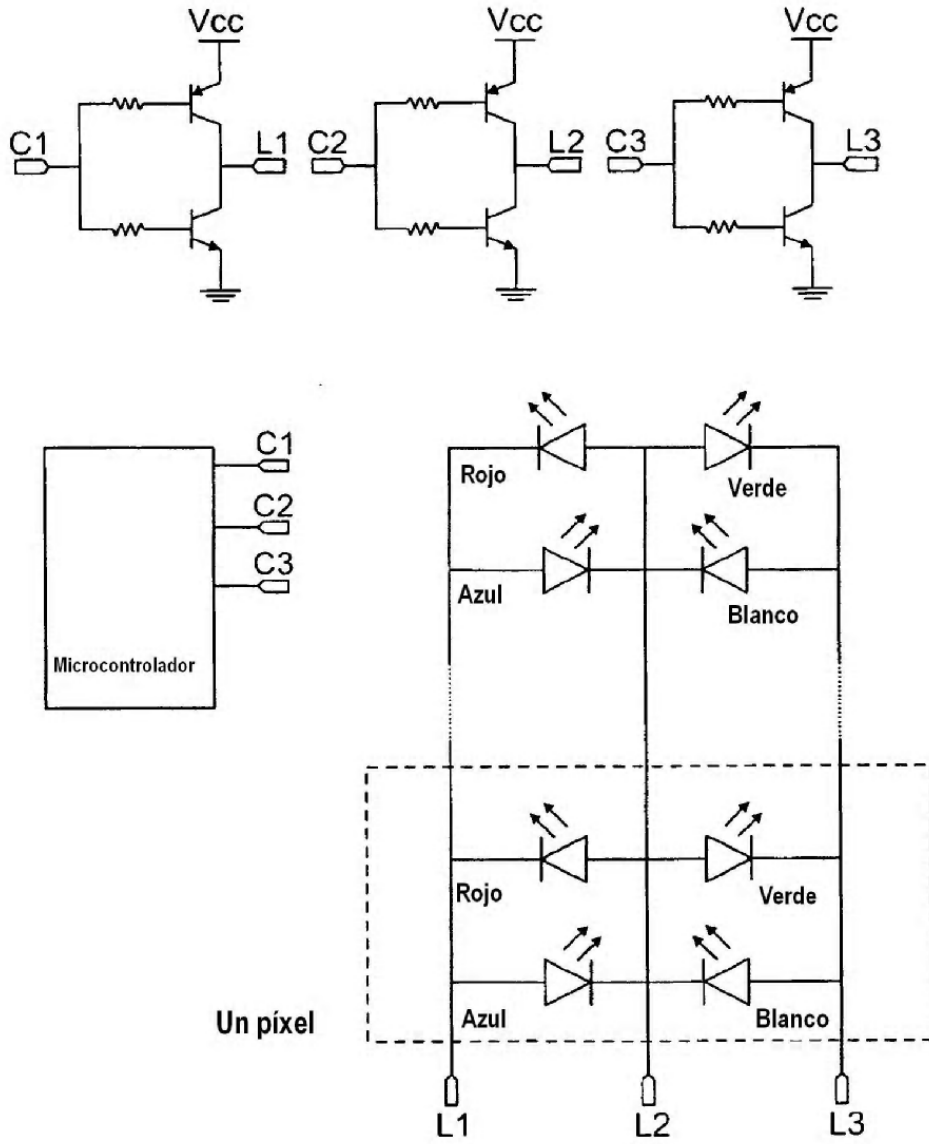 Vcc Vcc Vcc
C1 L1 C2 L2 C3 L3
C1
C2
C3
Microcontrolador
Rojo Verde
Azul Blanco
Rojo Verde
Azul Blanco
Un píxel
L1 L2 L3